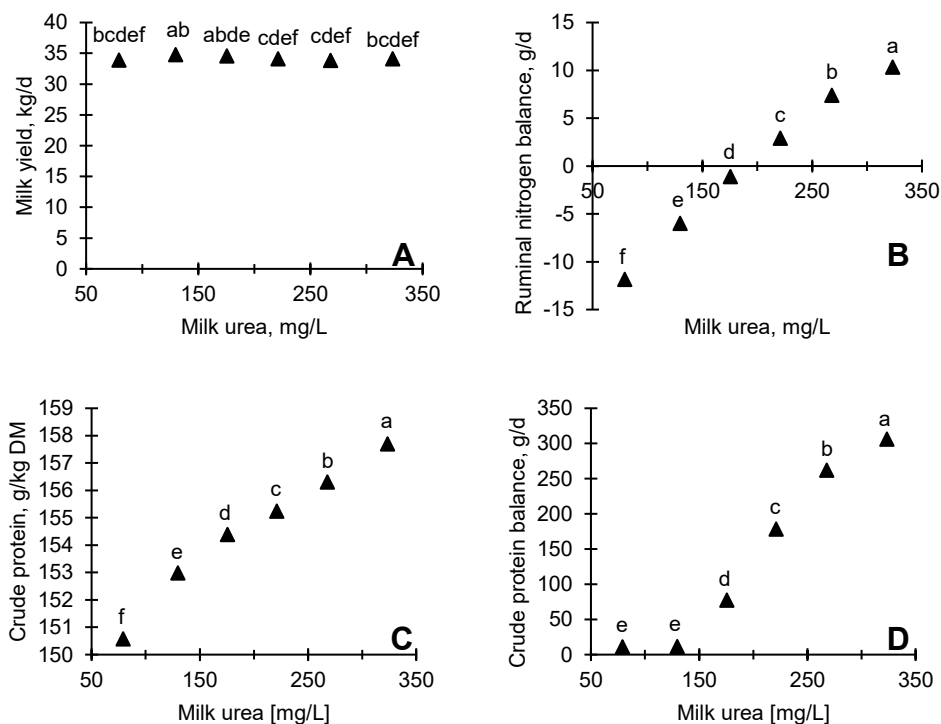 Milk yield, kg/d
40
35
30
25
20
15
10
5
0
bcdef ab abde cdef cdef bcdef
A
50 150 250 350
Milk urea, mg/L
Ruminal nitrogen balance, g/d
15
10
5
0
-5
-10
-15
a
b
c
d
e
f
50 150 250 350
B
Milk urea, mg/L
Crude protein, g/kg DM
159
158
157
156
155
154
153
152
151
150
a
b
c
d
e
f
C
50 150 250 350
Milk urea [mg/L]
Crude protein balance, g/d
350
300
250
200
150
100
50
0
a
b
c
d
e e
D
50 150 250 350
Milk urea [mg/L]